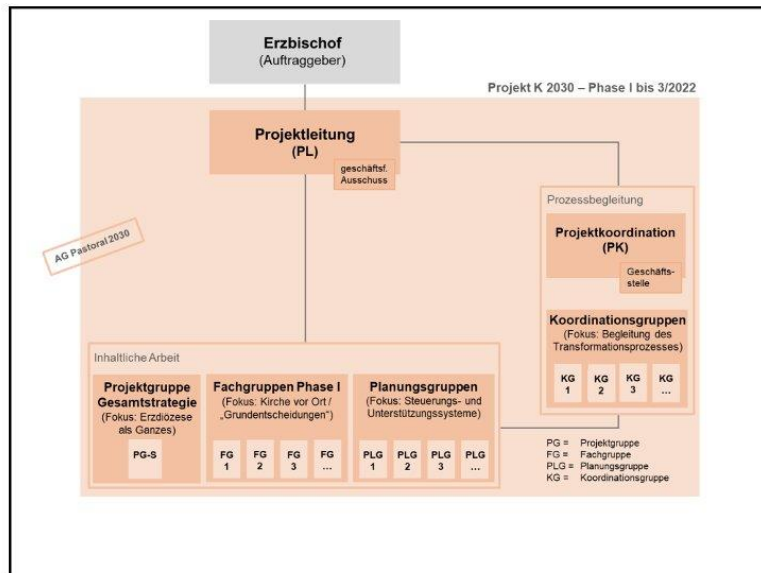 Erzbischof
(Auftraggeber)
Projekt K 2030 – Phase I bis 3/2022
Projektleitung
(PL)
geschäftsf.
Ausschuss
Prozessbegleitung
Projektkoordination
(PK)
Geschäfts-
stelle
AG Pastoral 2030
Koordinationsgruppen
(Fokus: Begleitung des
Transformationsprozesses)
KG
1
KG
2
KG
3
KG
...
Inhaltliche Arbeit
Projektgruppe
Gesamtstrategie
(Fokus: Erzdiözese
als Ganzes)
PG-S
Fachgruppen Phase I
(Fokus: Kirche vor Ort /
„Grundentscheidungen“)
FG
1
FG
2
FG
3
FG
...
Planungsgruppen
(Fokus: Steuerungs- und
Unterstützungssysteme)
PLG
1
PLG
2
PLG
3
PLG
...
PG = Projektgruppe
FG = Fachgruppe
PLG = Planungsgruppe
KG = Koordinationsgruppe